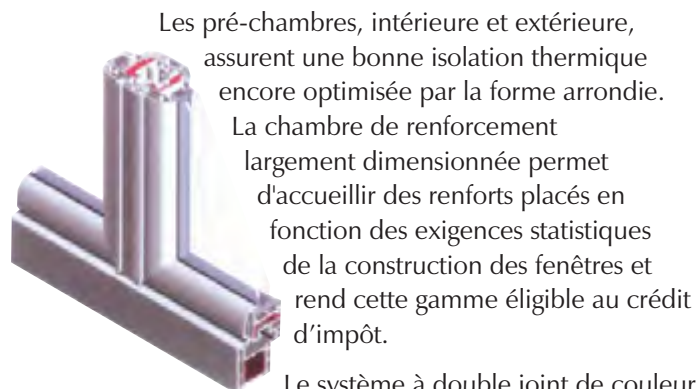 Les pré-chambres, intérieure et extérieure,
assurent une bonne isolation thermique
encore optimisée par la forme arrondie.
La chambre de renforcement
largement dimensionnée permet
d'accueillir des renforts placés en
fonction des exigences statistiques
de la construction des fenêtres et
rend cette gamme éligible au crédit
d’impôt.
Le système à double joint de couleur